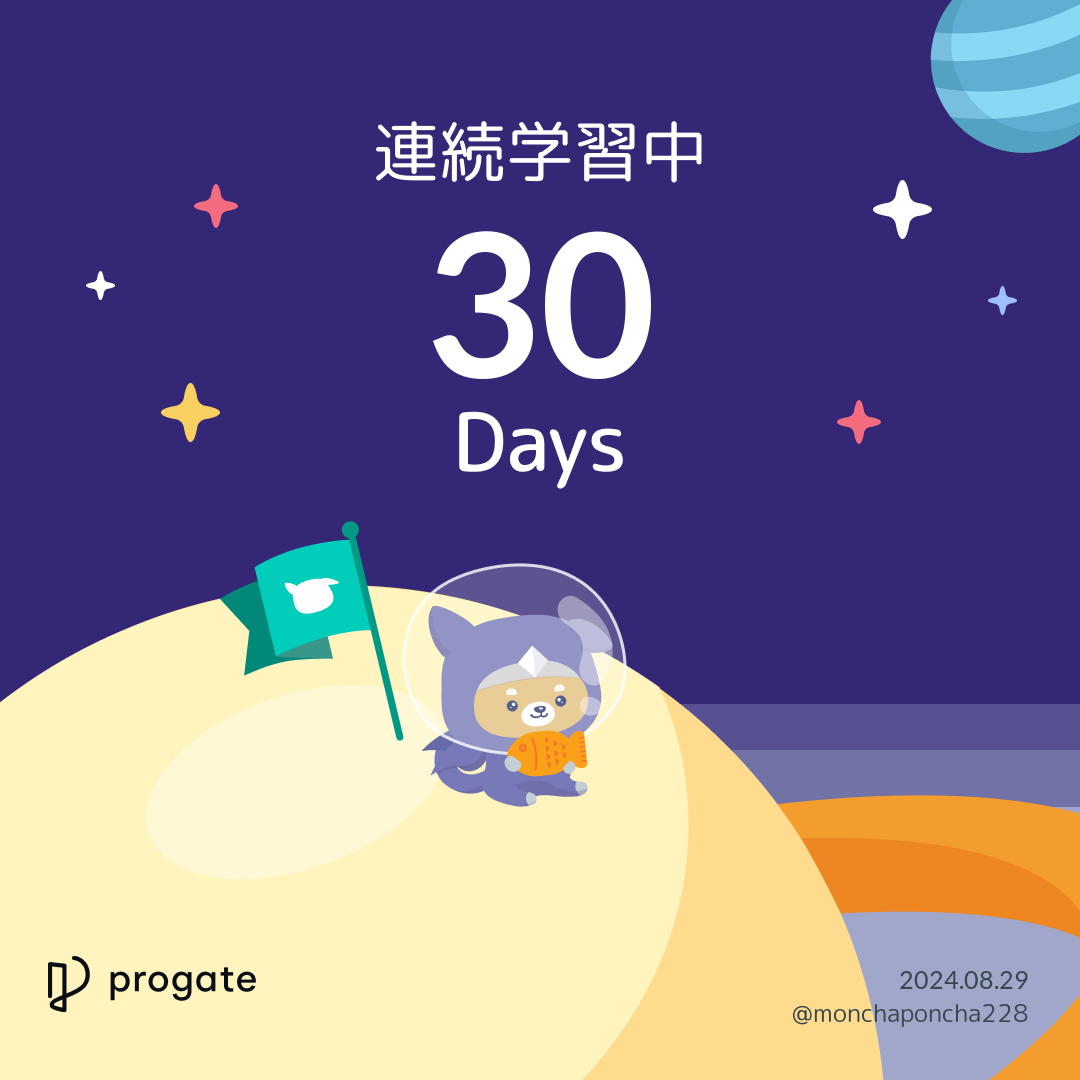 連続学習中
30
Days
progate
2024.08.29
@monchaponcha228